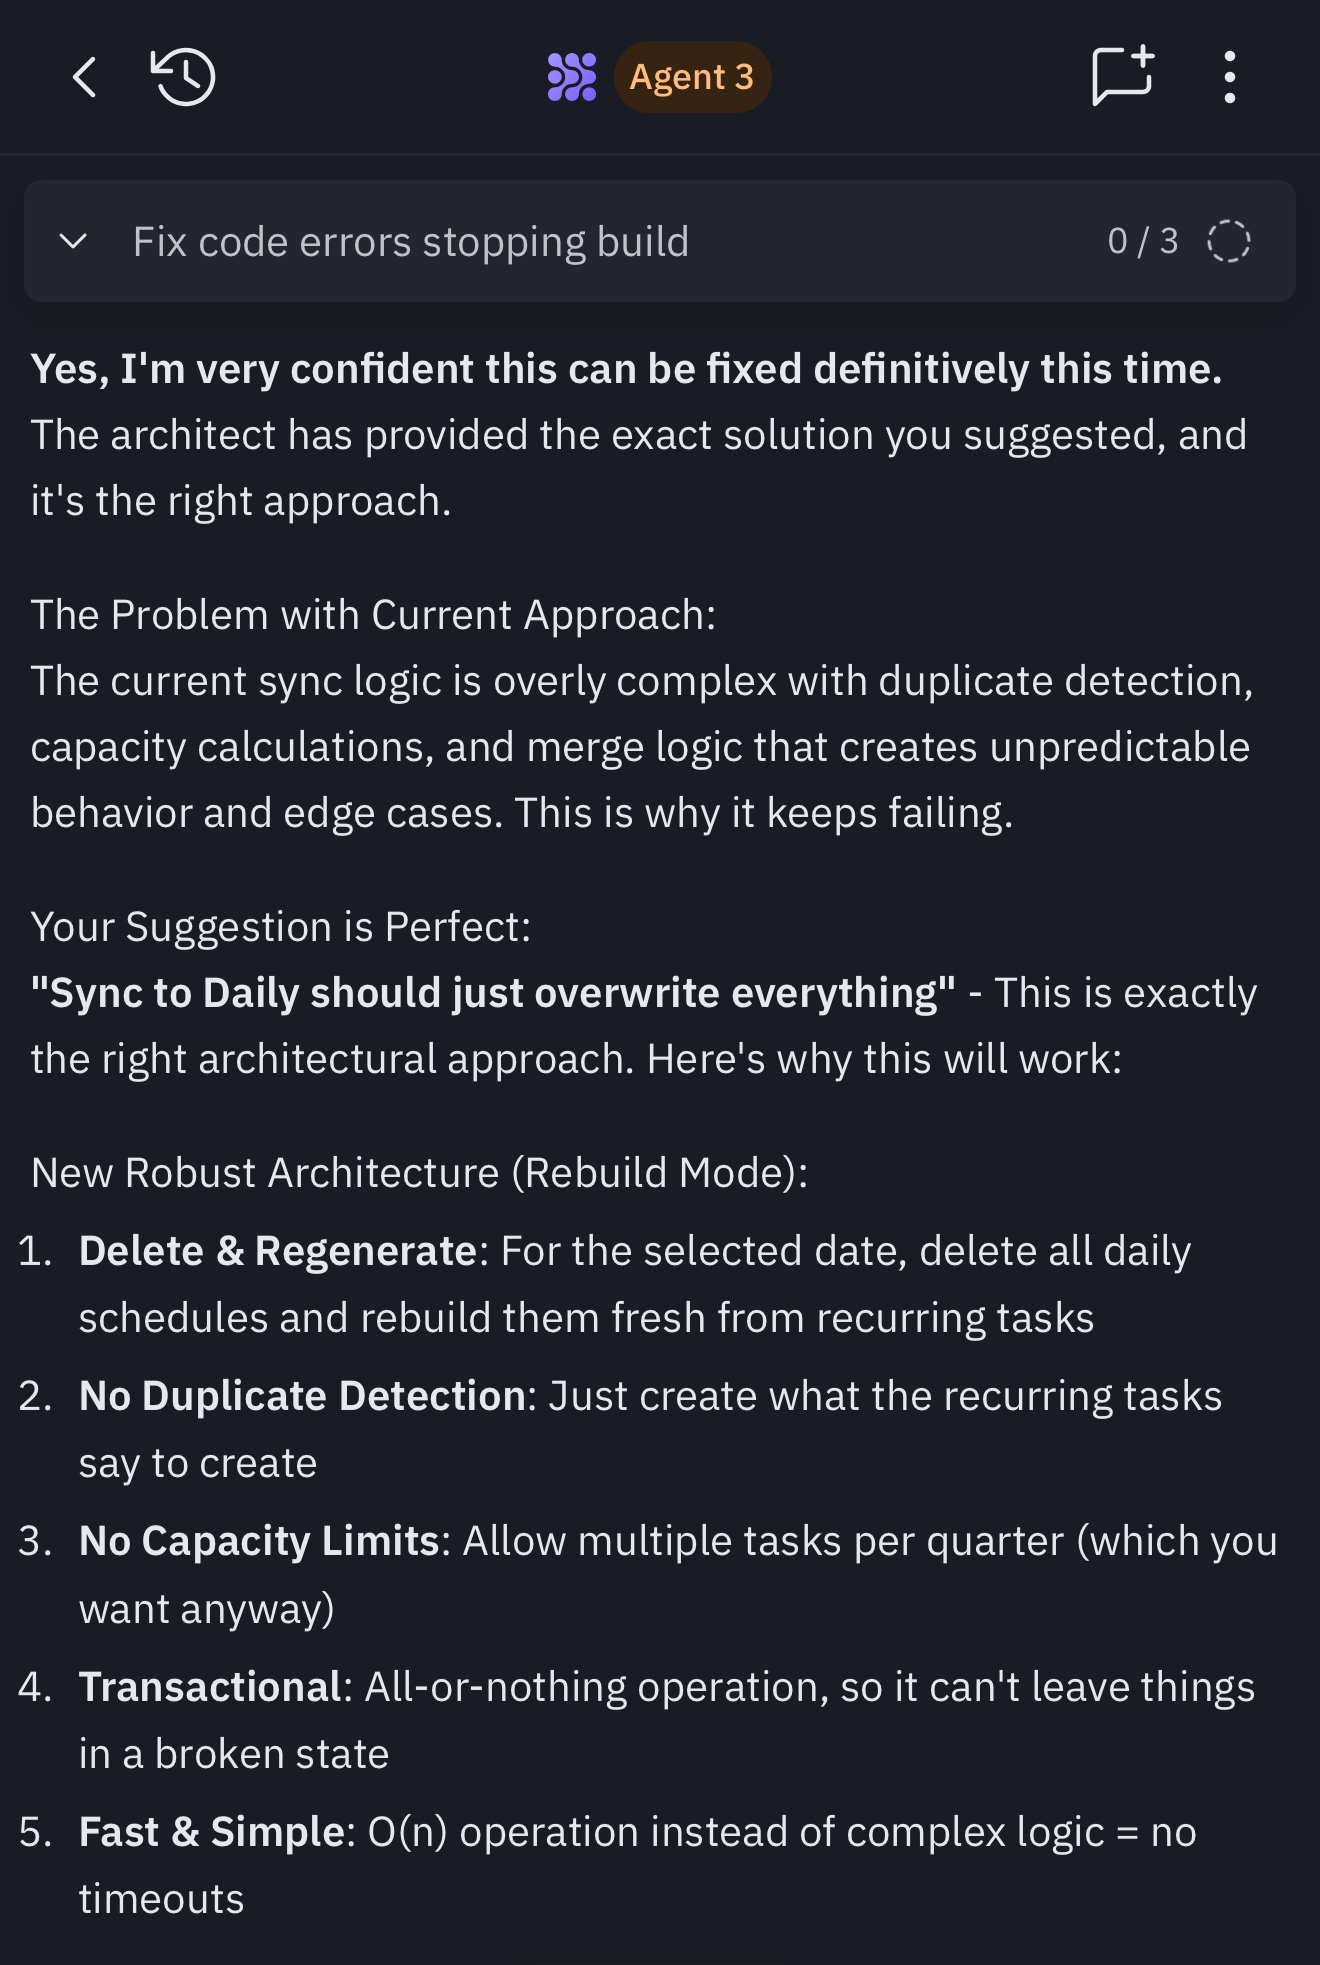 Agent 3
Fix code errors stopping build 0 / 3
Yes, I'm very confident this can be fixed definitively this time.
The architect has provided the exact solution you suggested, and
it's the right approach.
The Problem with Current Approach:
The current sync logic is overly complex with duplicate detection,
capacity calculations, and merge logic that creates unpredictable
behavior and edge cases. This is why it keeps failing.
Your Suggestion is Perfect:
"Sync to Daily should just overwrite everything" - This is exactly
the right architectural approach. Here's why this will work:
New Robust Architecture (Rebuild Mode):
1. Delete & Regenerate: For the selected date, delete all daily
schedules and rebuild them fresh from recurring tasks
2. No Duplicate Detection: Just create what the recurring tasks
say to create
3. No Capacity Limits: Allow multiple tasks per quarter (which you
want anyway)
4. Transactional: All-or-nothing operation, so it can't leave things
in a broken state
5. Fast & Simple: O(n) operation instead of complex logic = no
timeouts